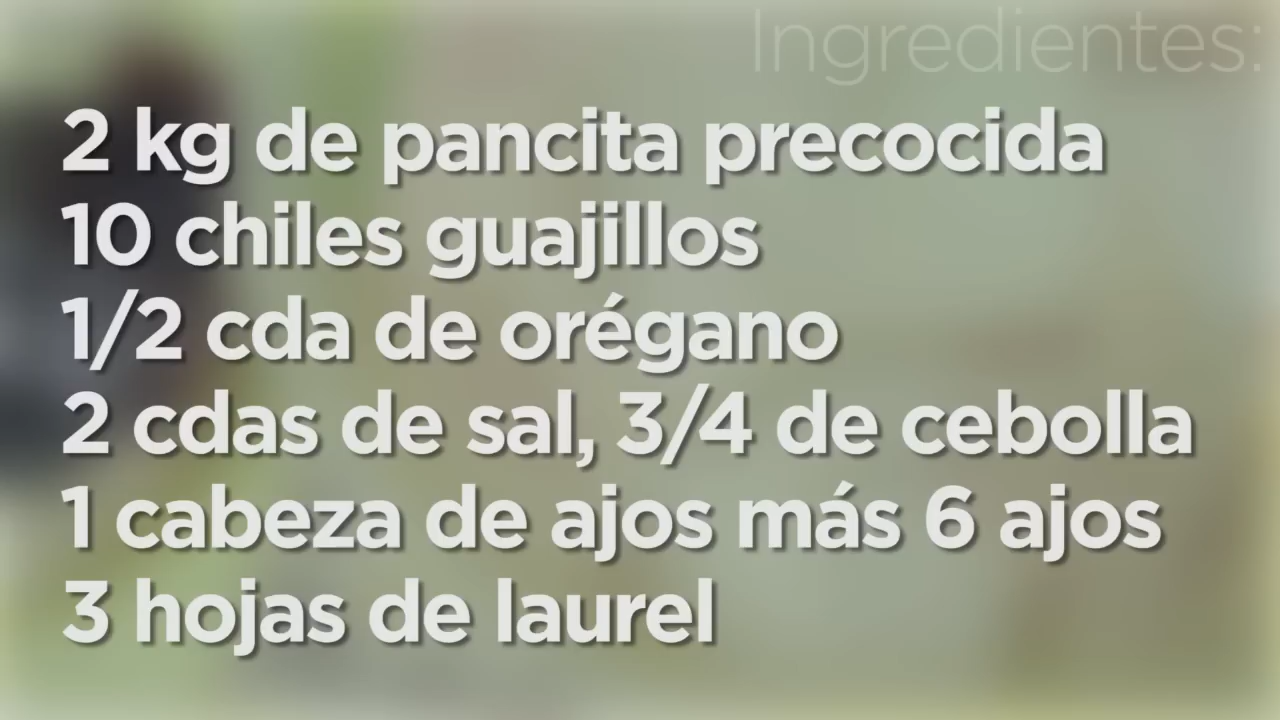 Ingredientes:
2 kg de pancita precocida
10 chiles guajillos
1/2 cda de orégano
2 cdas de sal, 3/4 de cebolla
1 cabeza de ajos más 6 ajos
3 hojas de laurel